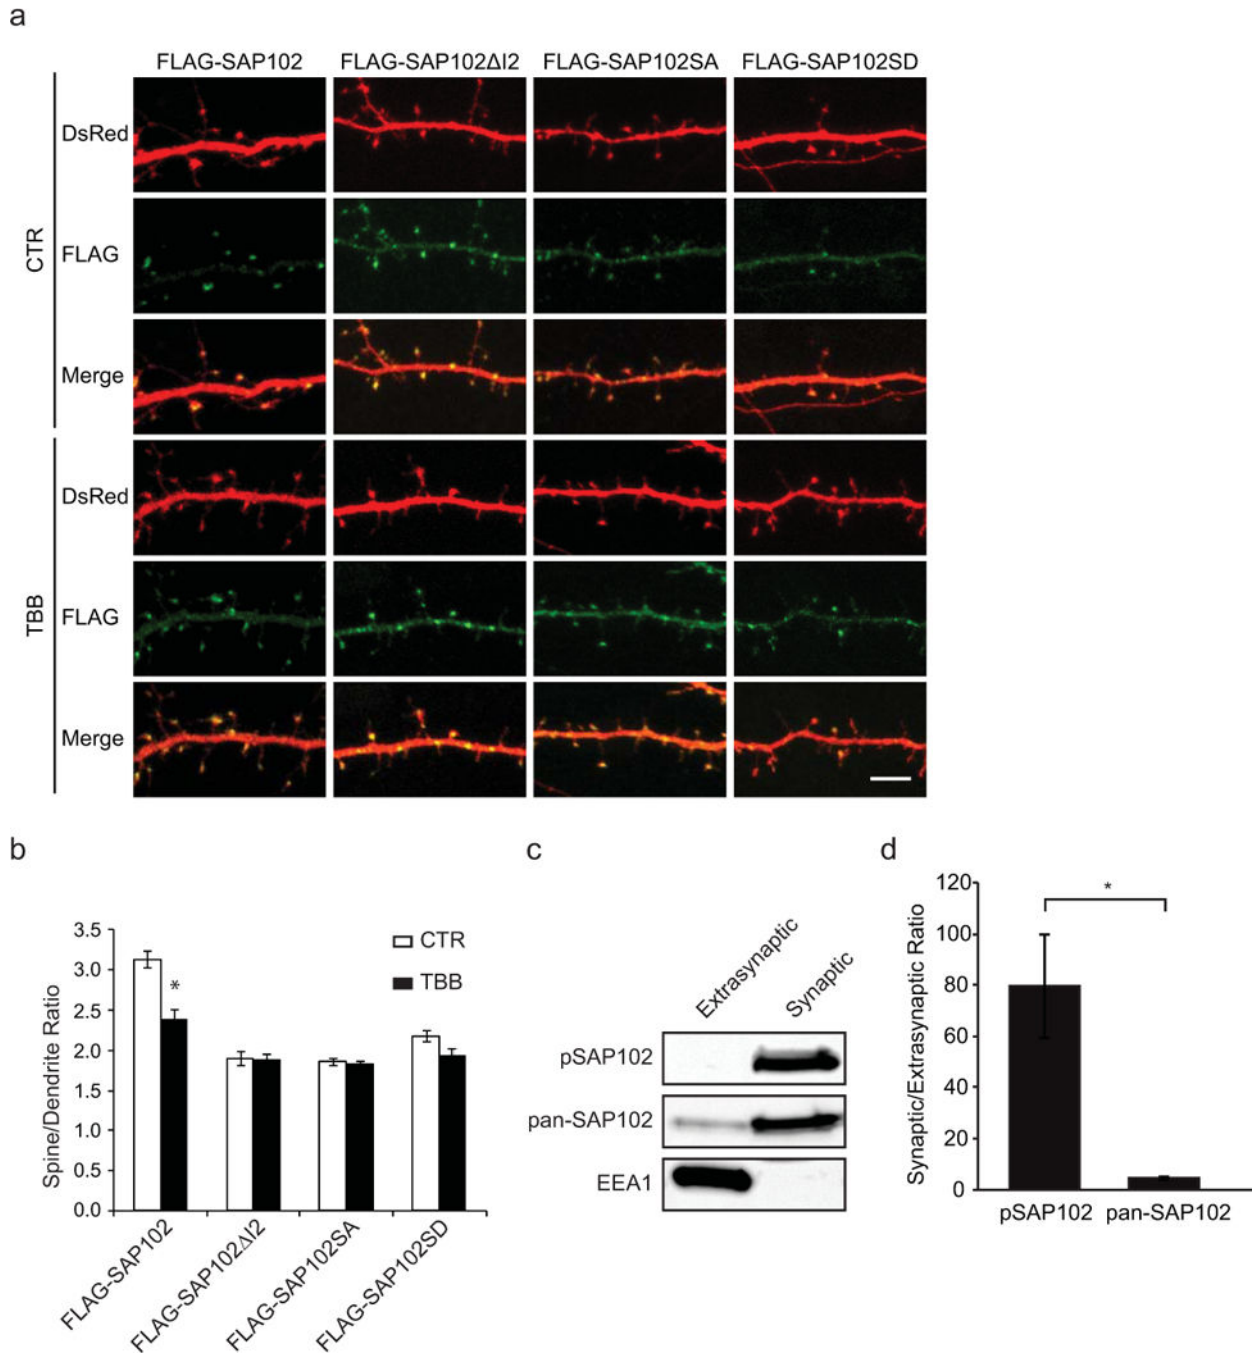 a
FLAG-SAP102 FLAG-SAP102ΔI2 FLAG-SAP102SA FLAG-SAP102SD
CTR
DsRed
FLAG
Merge
TBB
DsRed
FLAG
Merge
b
Spine/Dendrite Ratio
3.5
3.0
2.5
2.0
1.5
1.0
0.5
0.0
*
CTR
TBB
FLAG-SAP102
FLAG-SAP102ΔI2
FLAG-SAP102SA
FLAG-SAP102SD
c
Extrasynaptic
Synaptic
pSAP102
pan-SAP102
EEA1
d
Synaptic/Extrasynaptic Ratio
120
100
80
60
40
20
0
*
pSAP102 pan-SAP102